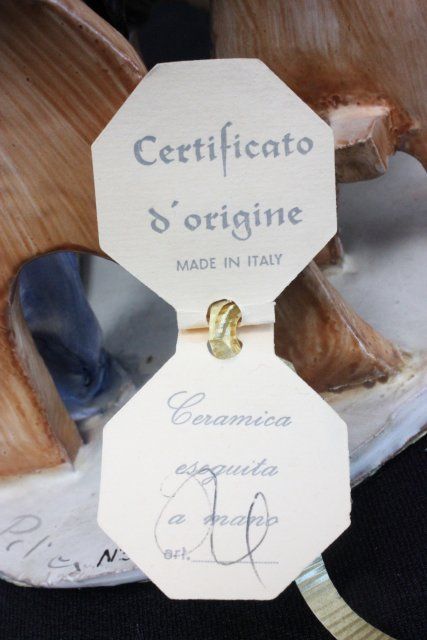 Certificato
d'origine
MADE IN ITALY
Ceramica
eseguita
a mano
art.